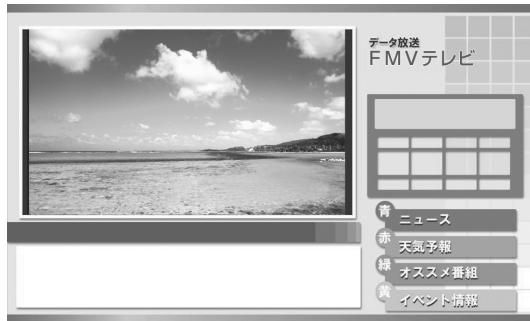 データ放送
FMVテレビ
青 ニュース
赤 天気予報
緑 オススメ番組
黄 イベント情報